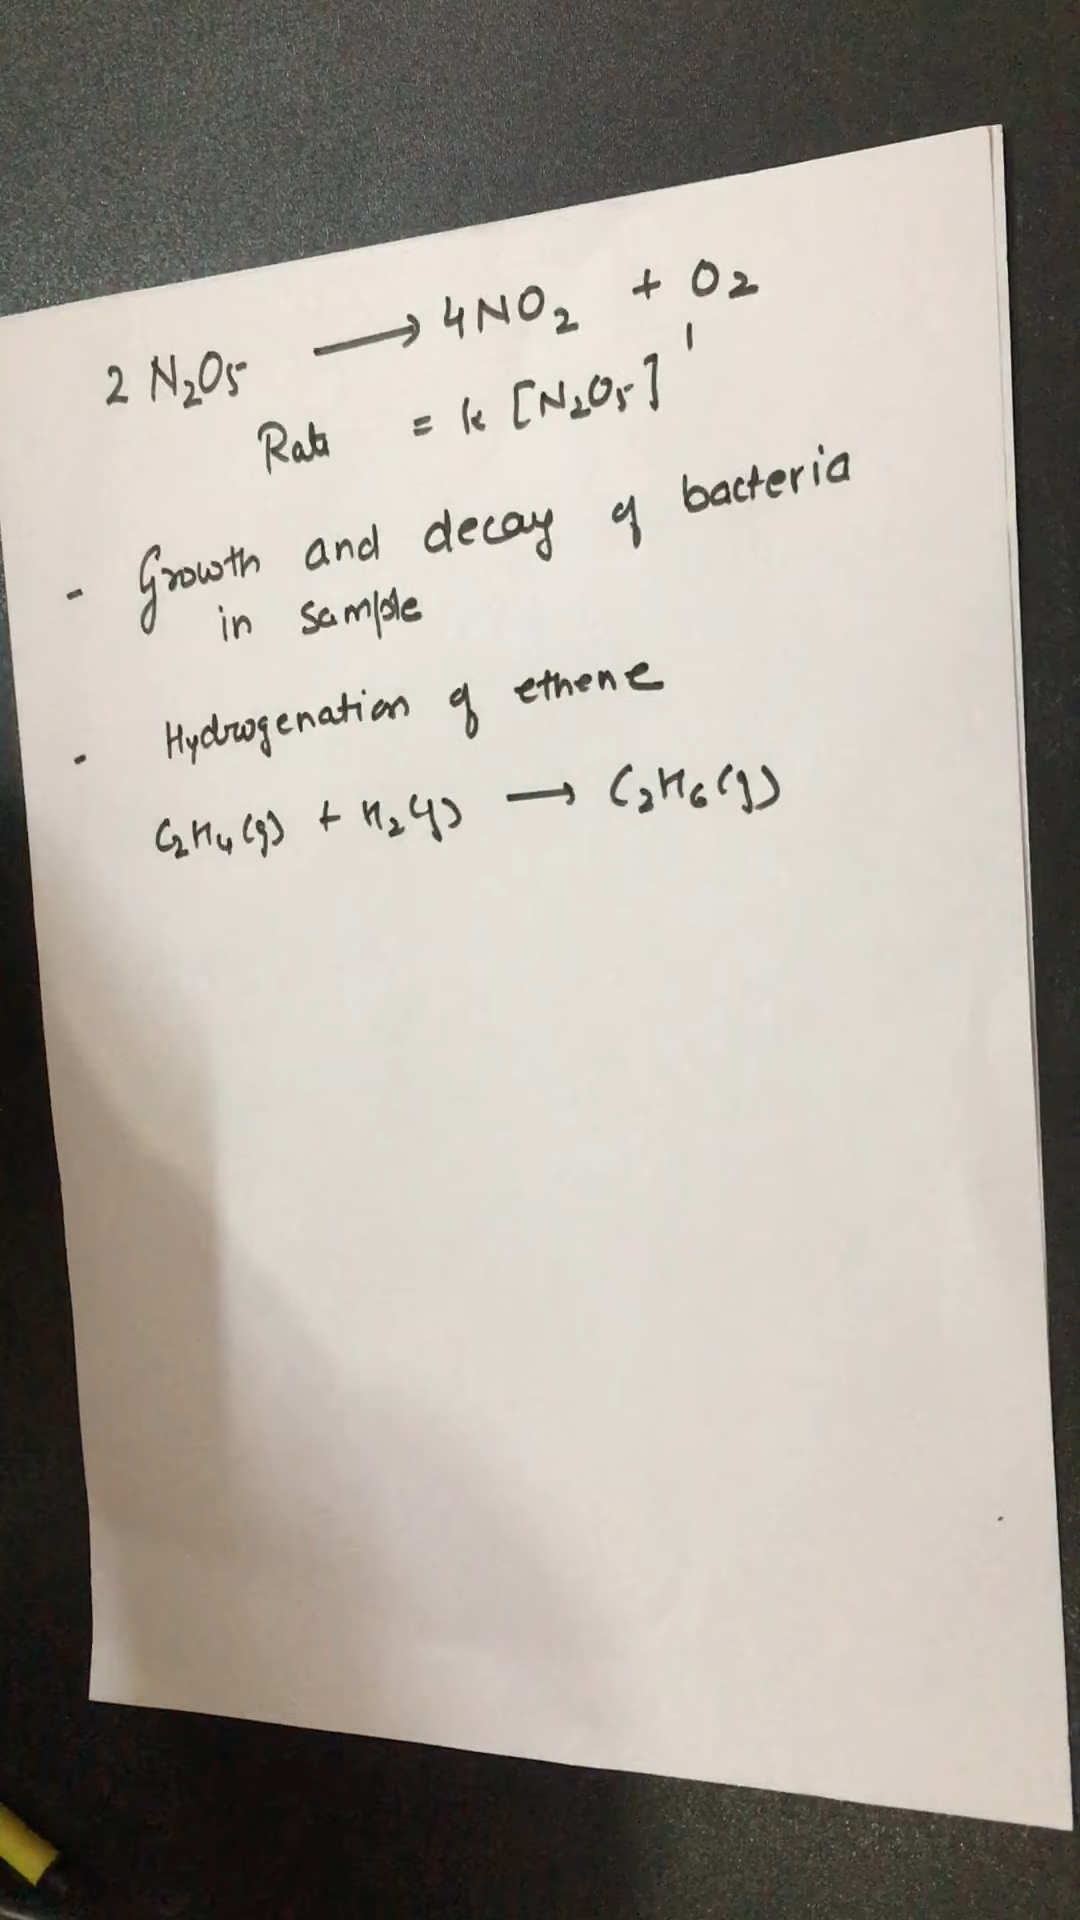 2 N₂O₅ ⟶ 4NO₂ + O₂
Rate = k [N₂O₅]¹
- Growth and decay of bacteria
in sample
- Hydrogenation of ethene
C₂H₄(g) + H₂(g) ⟶ C₂H₆(g)